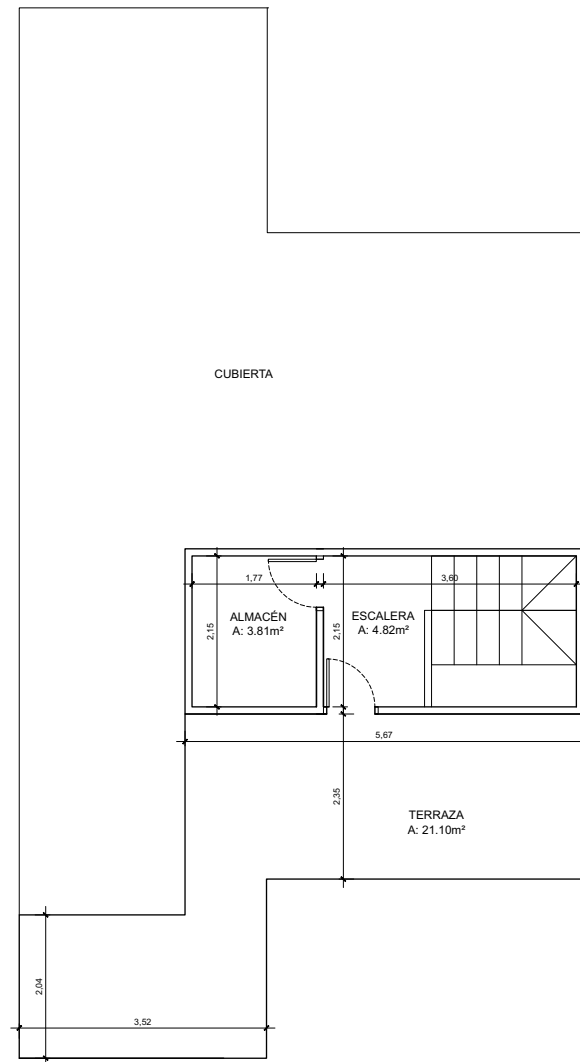 CUBIERTA
1,77
3,60
ALMACÉN
A: 3.81m²
ESCALERA
A: 4.82m²
2,15
2,15
5,67
2,35
TERRAZA
A: 21.10m²
2,04
3,52